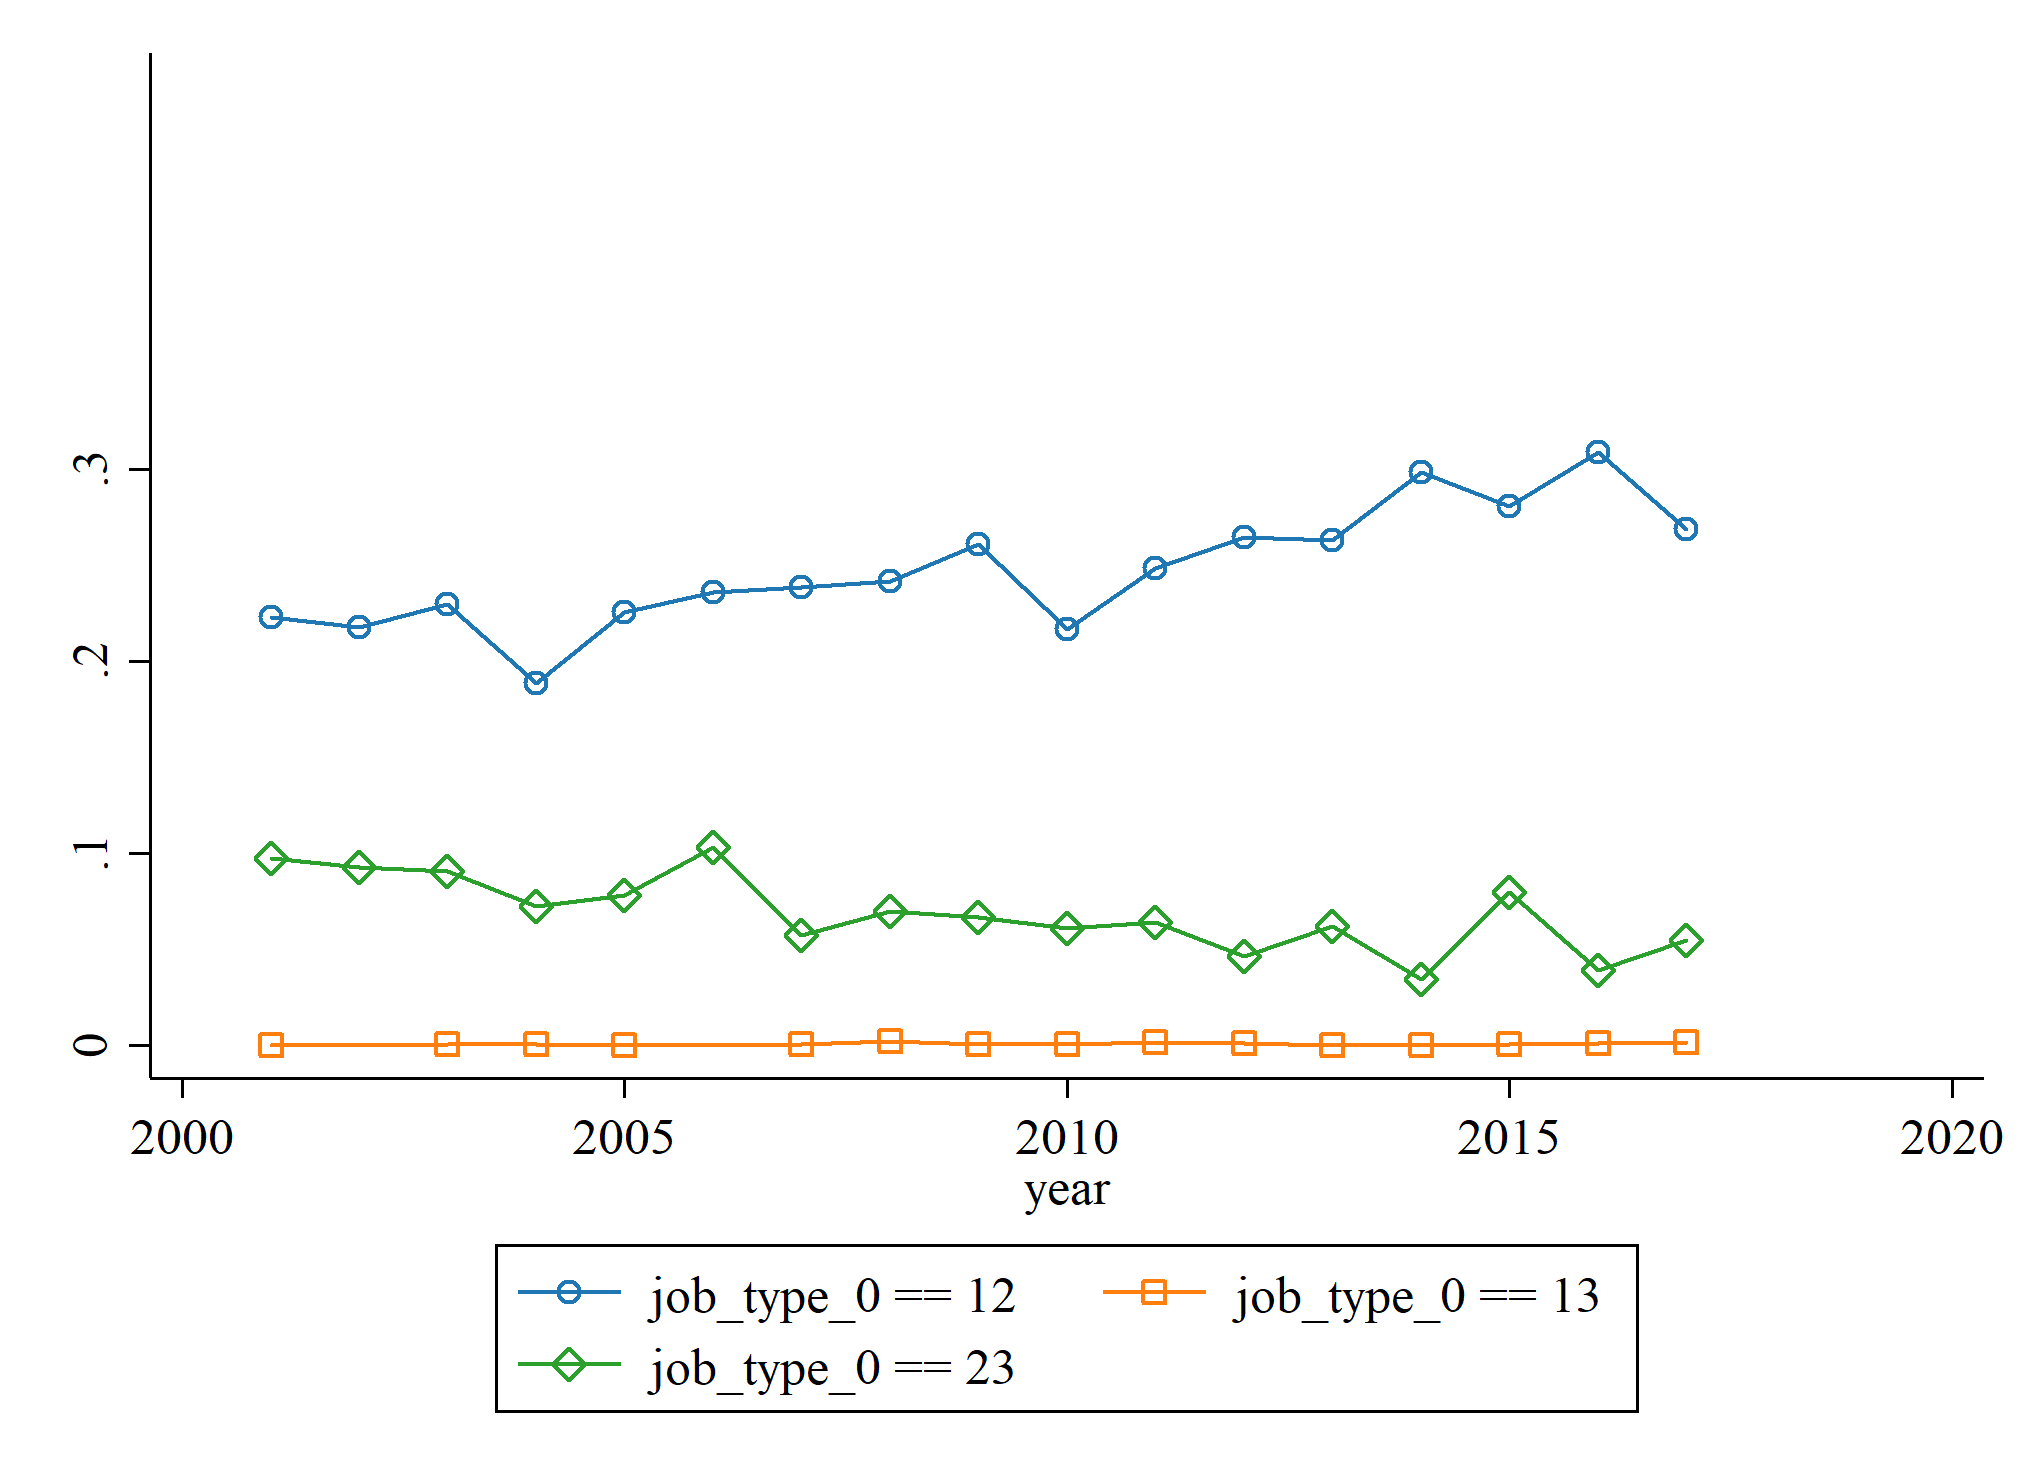 .3
.2
.1
0
2000 2005 2010 2015 2020
year
job_type_0 == 12 job_type_0 == 13
job_type_0 == 23